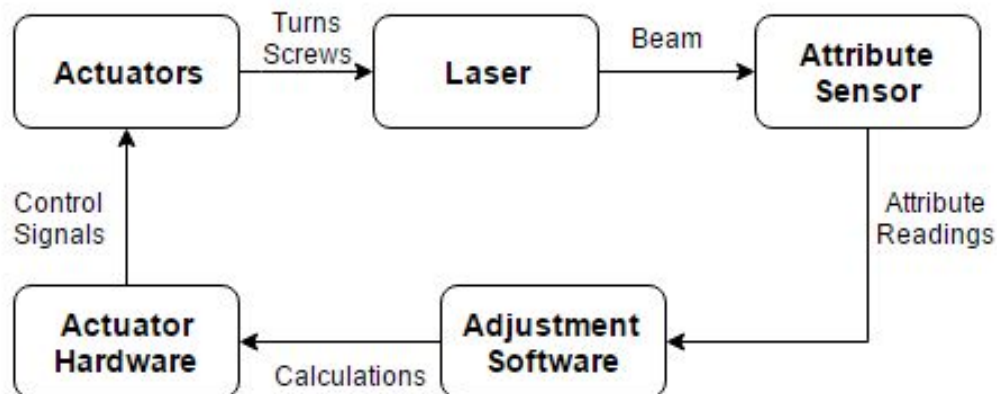 Turns
Screws
Beam
Actuators
Laser
Attribute
Sensor
Control
Signals
Attribute
Readings
Actuator
Hardware
Adjustment
Software
Calculations